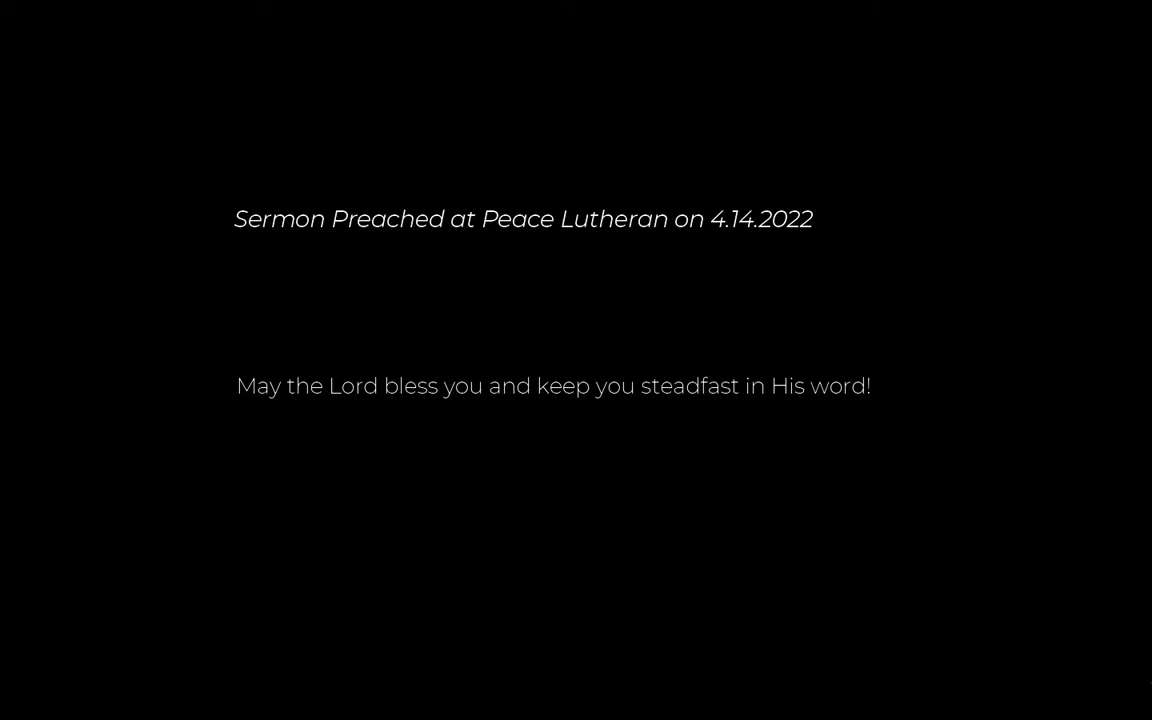 Sermon Preached at Peace Lutheran on 4.14.2022
May the Lord bless you and keep you steadfast in His word!